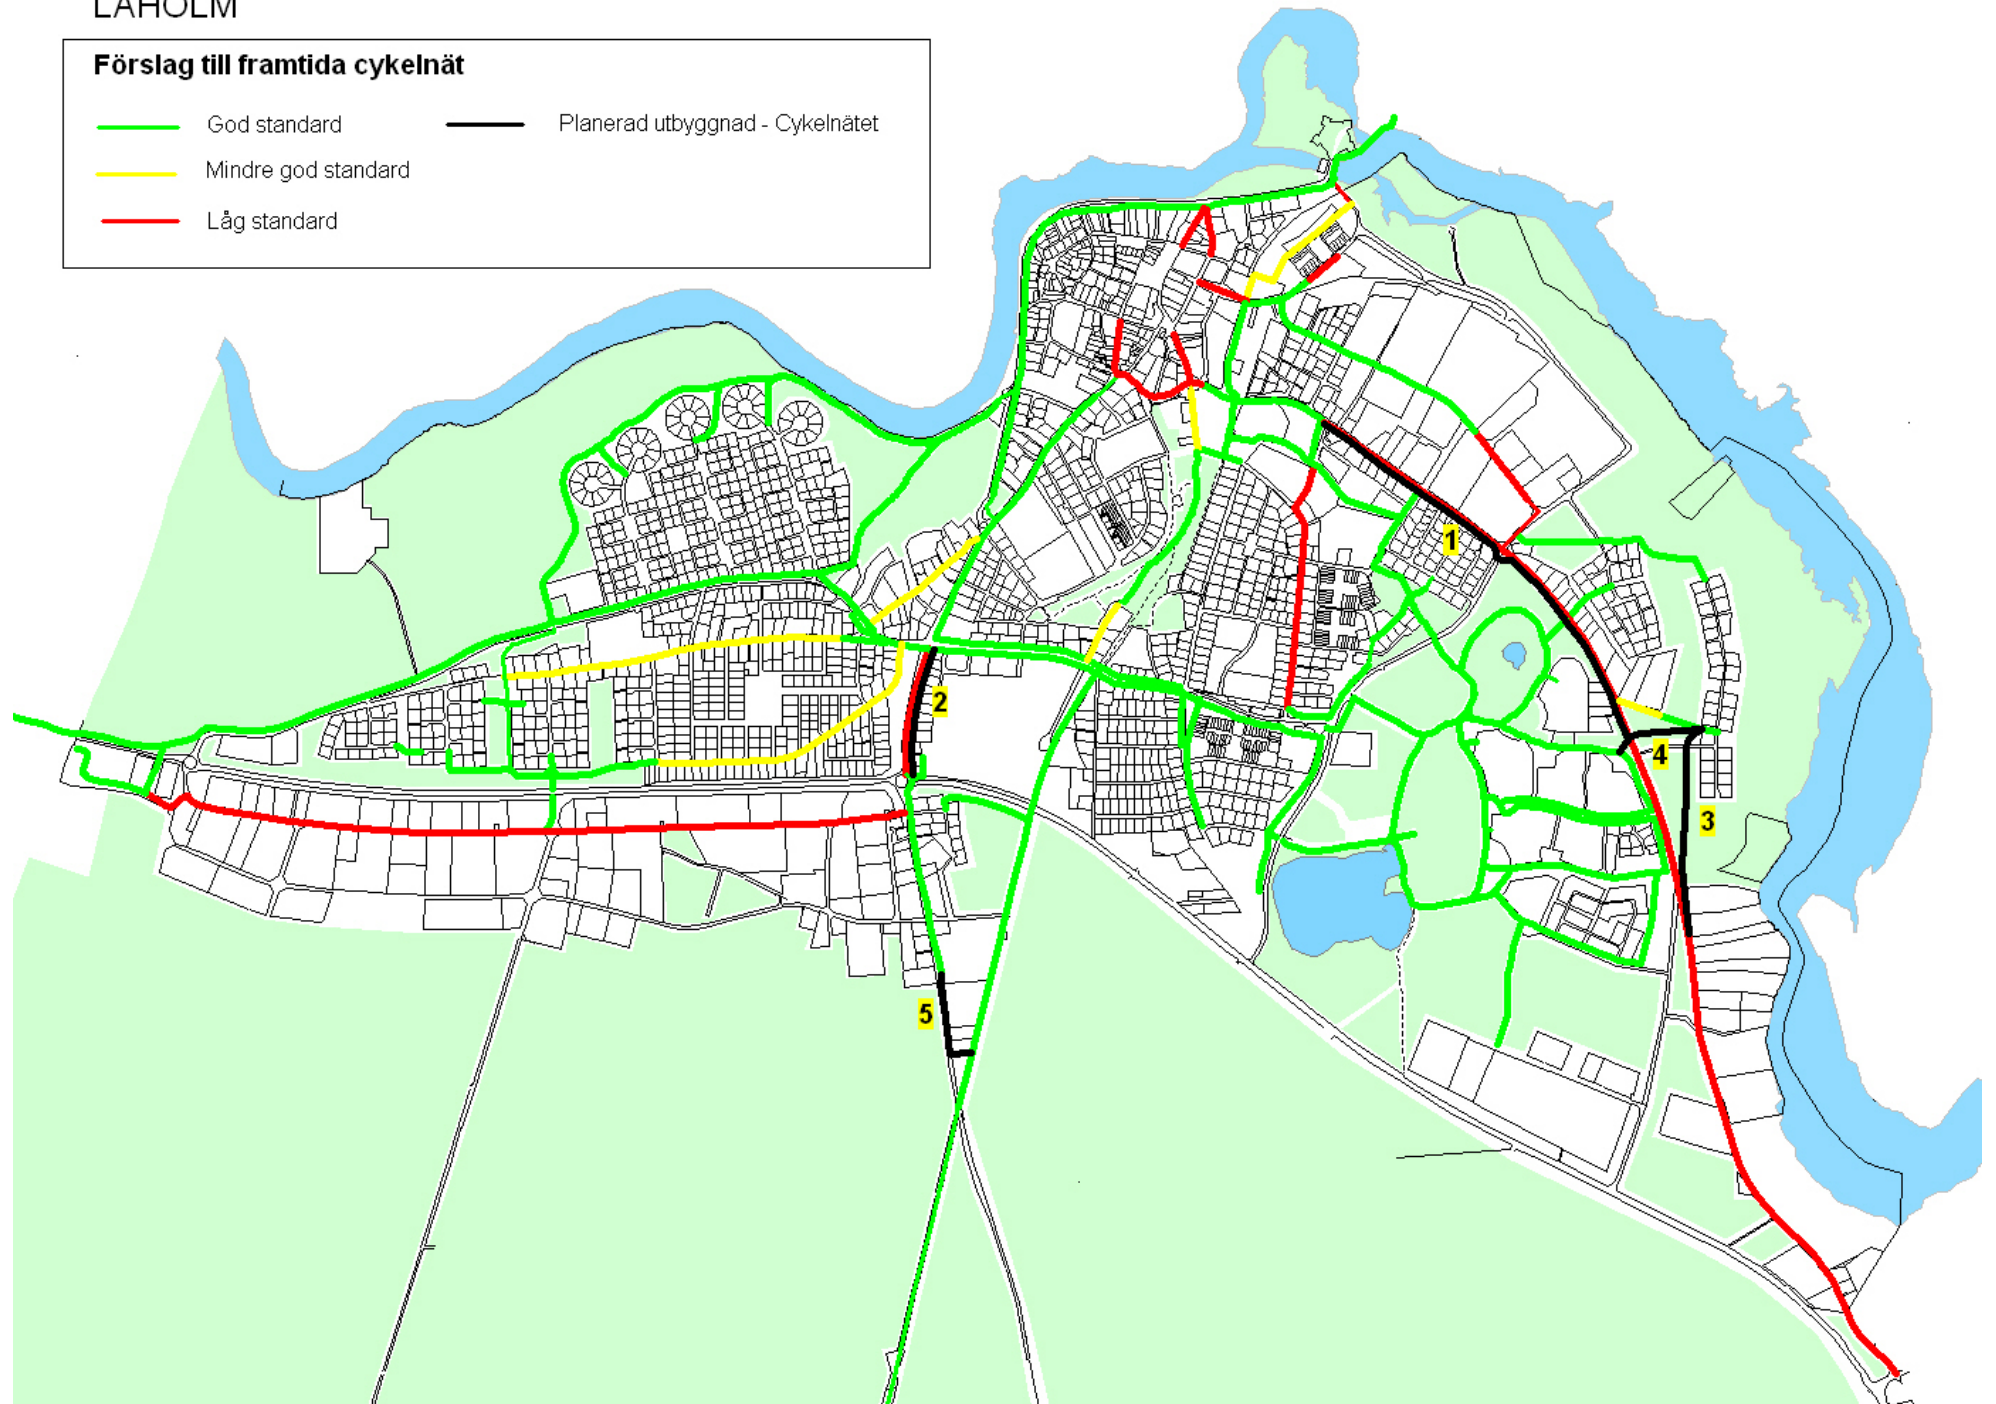 LAHOLM
Förslag till framtida cykelnät
God standard
Planerad utbyggnad - Cykelnätet
Mindre god standard
Låg standard
1
2
4
3
5